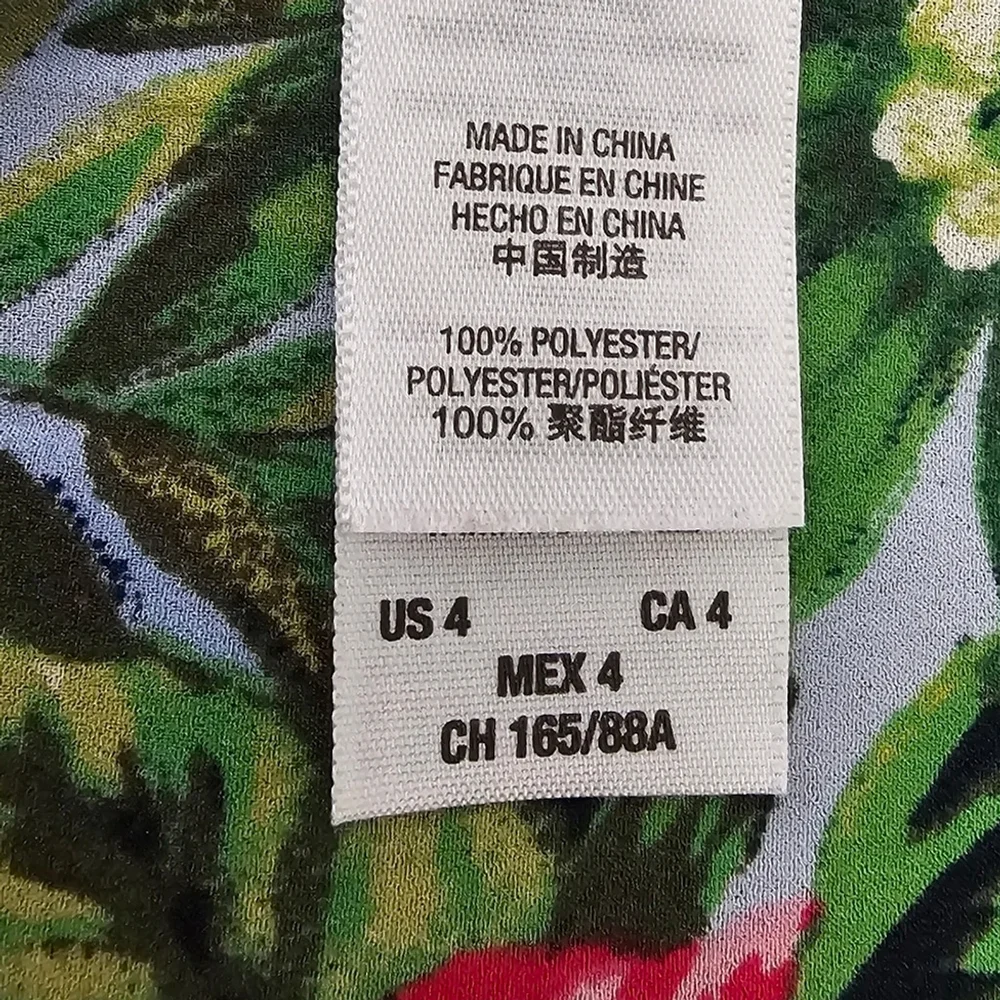 MADE IN CHINA
FABRIQUE EN CHINE
HECHO EN CHINA
中国制造
100% POLYESTER/
POLYESTER/POLIÉSTER
100% 聚酯纤维
US 4 CA 4
MEX 4
CH 165/88A